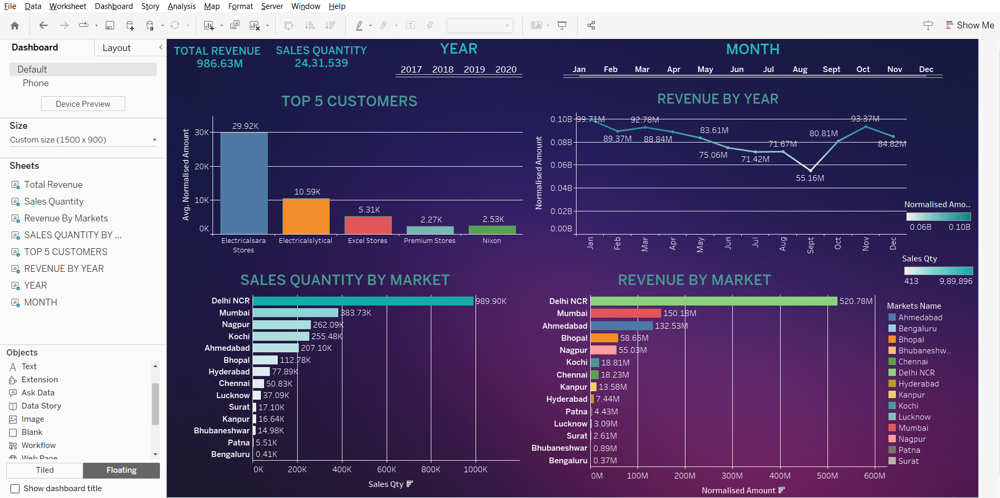 File Data Worksheet Dashboard Story Analysis Map Format Server Window Help
Show Me
Dashboard Layout
Default
Phone
Device Preview
Size
Custom size (1500 x 900)
Sheets
Total Revenue
Sales Quantity
Revenue By Markets
SALES QUANTITY BY ...
TOP 5 CUSTOMERS
REVENUE BY YEAR
YEAR
MONTH
Objects
Text
Extension
Ask Data
Data Story
Image
Blank
Workflow
Web Page
Tiled Floating
Show dashboard title
TOTAL REVENUE
986.63M
SALES QUANTITY
24,31,539
YEAR
2017 2018 2019 2020
MONTH
Jan Feb Mar Apr May Jun Jul Aug Sept Oct Nov Dec
TOP 5 CUSTOMERS
Avg. Normalised Amount
30K
20K
10K
0K
29.92K
10.59K
5.31K
2.27K
2.53K
Electricalsara Stores
Electricalslytical
Excel Stores
Premium Stores
Nixon
REVENUE BY YEAR
Normalised Amount
0.10B
0.08B
0.06B
0.04B
0.02B
0.00B
99.71M
89.37M
92.78M
88.84M
83.61M
75.06M
71.42M
71.67M
55.16M
80.81M
93.37M
84.82M
Jan Feb Mar Apr May Jun Jul Aug Sept Oct Nov Dec
Normalised Amo..
0.06B 0.10B
Sales Qty
413 9,89,896
SALES QUANTITY BY MARKET
Delhi NCR 989.90K
Mumbai 383.73K
Nagpur 262.09K
Kochi 255.48K
Ahmedabad 207.10K
Bhopal 112.78K
Hyderabad 77.89K
Chennai 50.83K
Lucknow 37.09K
Surat 17.10K
Kanpur 16.64K
Bhubaneshwar 14.98K
Patna 5.51K
Bengaluru 0.41K
0K 200K 400K 600K 800K 1000K
Sales Qty
REVENUE BY MARKET
Delhi NCR 520.78M
Mumbai 150.18M
Ahmedabad 132.53M
Bhopal 58.65M
Nagpur 55.03M
Kochi 18.81M
Chennai 18.23M
Kanpur 13.58M
Hyderabad 7.44M
Patna 4.43M
Lucknow 3.09M
Surat 2.61M
Bhubaneshwar 0.89M
Bengaluru 0.37M
0M 100M 200M 300M 400M 500M 600M
Normalised Amount
Markets Name
Ahmedabad
Bengaluru
Bhopal
Bhubaneshw..
Chennai
Delhi NCR
Hyderabad
Kanpur
Kochi
Lucknow
Mumbai
Nagpur
Patna
Surat